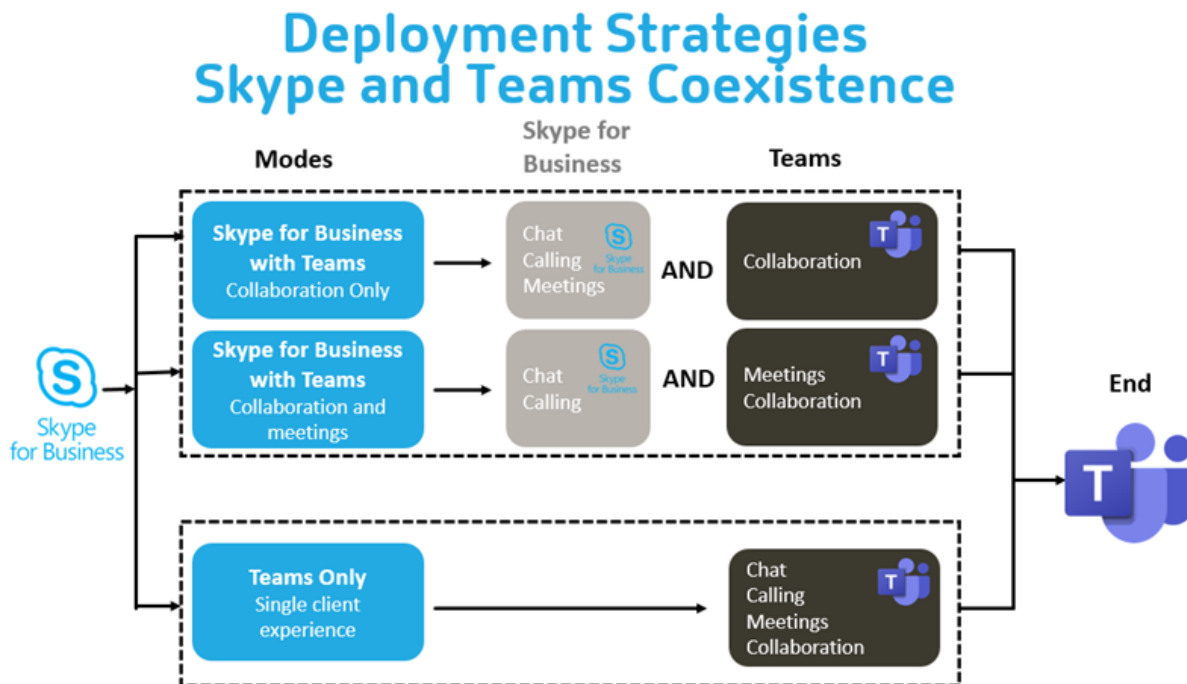 Deployment Strategies
Skype and Teams Coexistence
Modes
Skype for
Business
Teams
Skype for Business
with Teams
Collaboration Only
Chat
Calling
Meetings
S
Skype
for Business
AND
Collaboration
T
Skype for Business
with Teams
Collaboration and
meetings
Chat
Calling
S
Skype
for Business
AND
Meetings
Collaboration
T
S
Skype
for Business
End
T
Teams Only
Single client
experience
Chat
Calling
Meetings
Collaboration
T